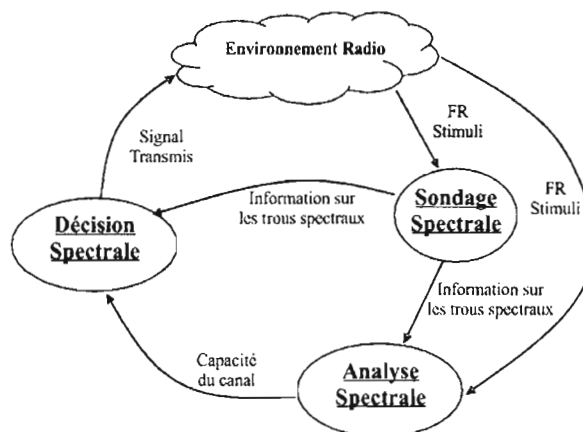 Environnement Radio
FR
Stimuli
Signal
Transmis
FR
Stimuli
Information sur
les trous spectraux
Sondage
Spectrale
Décision
Spectrale
Information sur
les trous spectraux
Capacité
du canal
Analyse
Spectrale